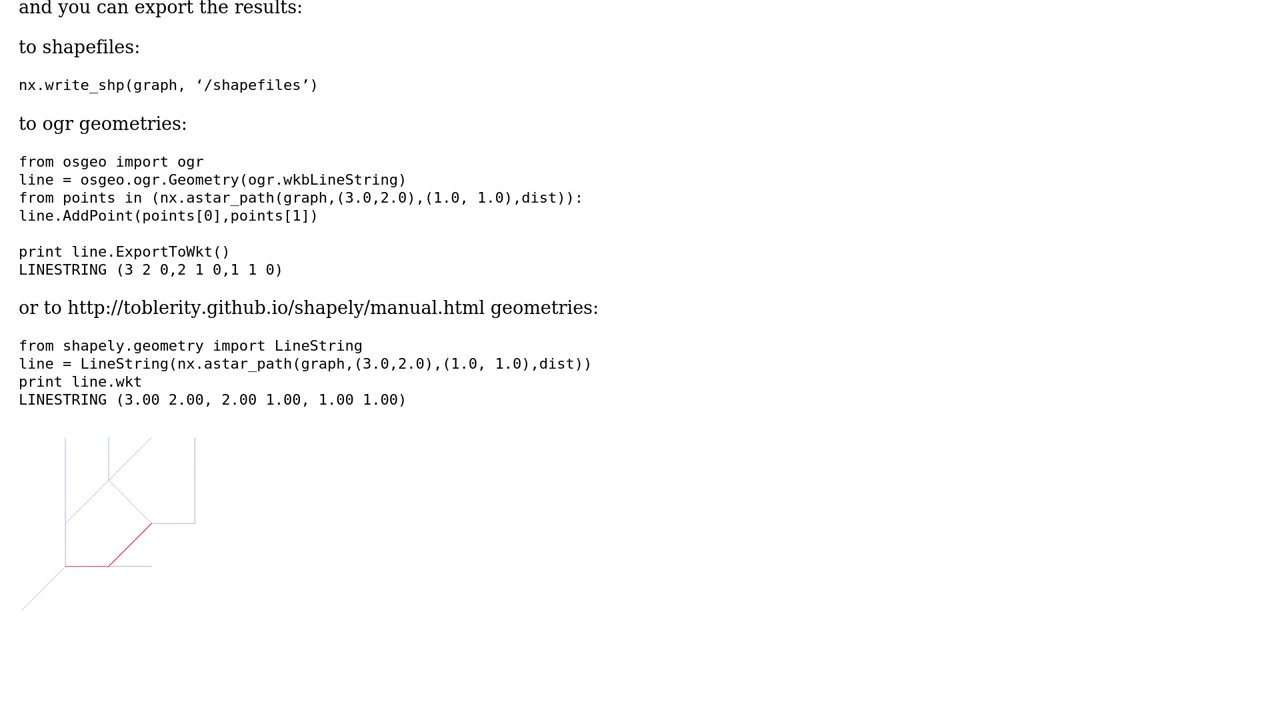 and you can export the results:
to shapefiles:
nx.write_shp(graph, ‘/shapefiles’)
to ogr geometries:
from osgeo import ogr
line = osgeo.ogr.Geometry(ogr.wkbLineString)
from points in (nx.astar_path(graph,(3.0,2.0),(1.0, 1.0),dist)):
line.AddPoint(points[0],points[1])
print line.ExportToWkt()
LINESTRING (3 2 0,2 1 0,1 1 0)
or to http://toblerity.github.io/shapely/manual.html geometries:
from shapely.geometry import LineString
line = LineString(nx.astar_path(graph,(3.0,2.0),(1.0, 1.0),dist))
print line.wkt
LINESTRING (3.00 2.00, 2.00 1.00, 1.00 1.00)